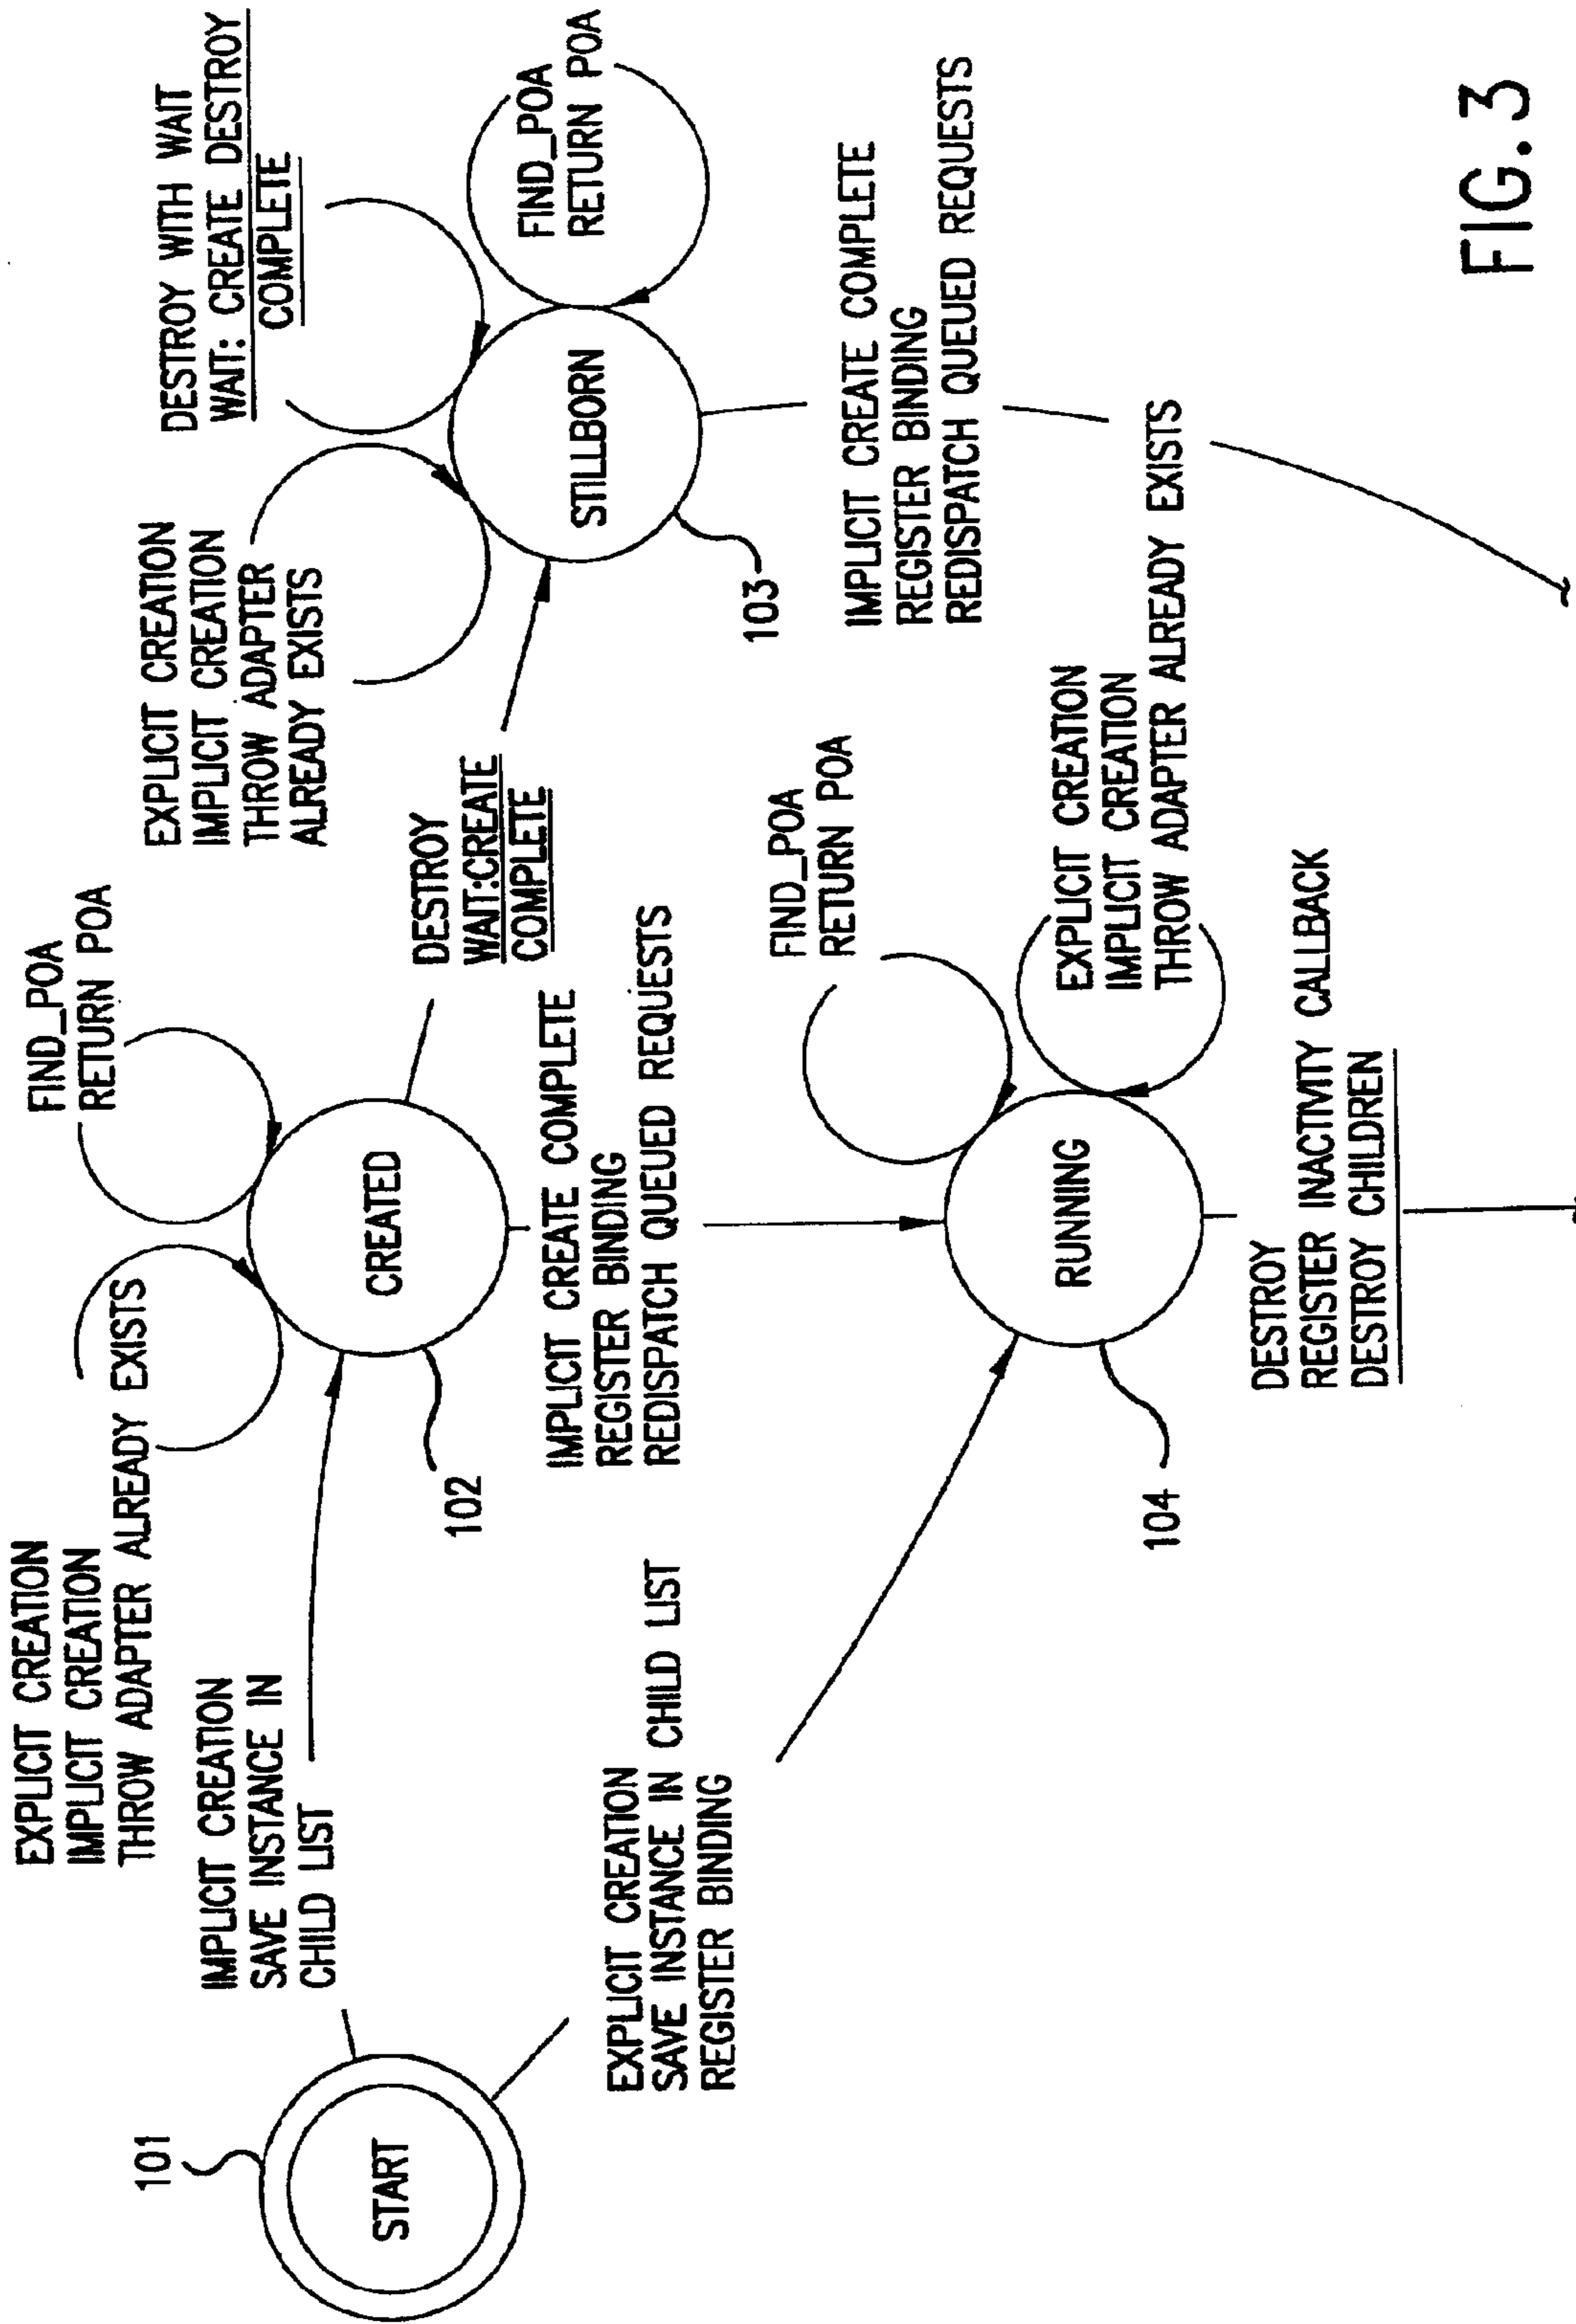 EXPLICIT CREATION
IMPLICIT CREATION
THROW ADAPTER ALREADY EXISTS
FIND_POA
RETURN POA
IMPLICIT CREATION
SAVE INSTANCE IN
CHILD LIST
101
START
CREATED
102
EXPLICIT CREATION
IMPLICIT CREATION
THROW ADAPTER
ALREADY EXISTS
DESTROY WITH WAIT
WAIT: CREATE DESTROY
COMPLETE
FIND_POA
RETURN POA
STILLBORN
103
DESTROY
WAIT:CREATE
COMPLETE
IMPLICIT CREATE COMPLETE
REGISTER BINDING
REDISPATCH QUEUED REQUESTS
IMPLICIT CREATE COMPLETE
REGISTER BINDING
REDISPATCH QUEUED REQUESTS
EXPLICIT CREATION
SAVE INSTANCE IN CHILD LIST
REGISTER BINDING
FIND_POA
RETURN POA
RUNNING
104
EXPLICIT CREATION
IMPLICIT CREATION
THROW ADAPTER ALREADY EXISTS
DESTROY
REGISTER INACTIVITY CALLBACK
DESTROY CHILDREN
FIG.3